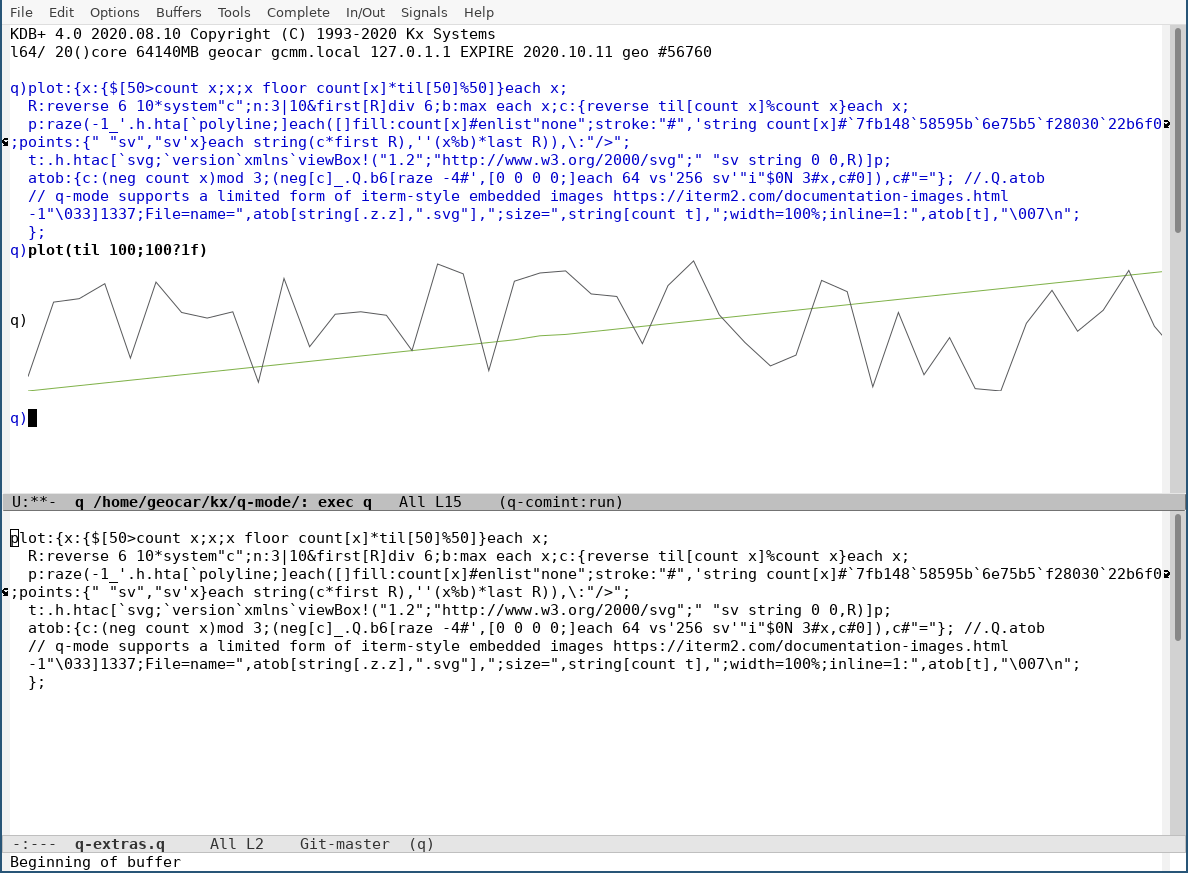 File Edit Options Buffers Tools Complete In/Out Signals Help
KDB+ 4.0 2020.08.10 Copyright (C) 1993-2020 Kx Systems
l64/ 20()core 64140MB geocar gcmm.local 127.0.1.1 EXPIRE 2020.10.11 geo #56760
q)plot:{x:{$[50>count x;x;x floor count[x]*til[50]%50]}each x;
R:reverse 6 10*system"c";n:3|10&first[R]div 6;b:max each x;c:{reverse til[count x]%count x}each x;
p:raze(-1_'.h.hta[`polyline;]each([]fill:count[x]#enlist"none";stroke:"#",'string count[x]#`7fb148`58595b`6e75b5`f28030`22b6f0
;points:{" "sv","sv'x}each string(c*first R),''(x%b)*last R)),\:"/>";
t:.h.htac[`svg;`version`xmlns`viewBox!("1.2";"http://www.w3.org/2000/svg";" "sv string 0 0,R)]p;
atob:{c:(neg count x)mod 3;(neg[c]_.Q.b6[raze -4#',[0 0 0 0;]each 64 vs'256 sv'"i"$0N 3#x,c#0]),c#"="}; //.Q.atob
// q-mode supports a limited form of iterm-style embedded images https://iterm2.com/documentation-images.html
-1"\033]1337;File=name=",atob[string[.z.z],".svg"],";size=",string[count t],";width=100%;inline=1:",atob[t],"\007\n";
};
q)plot(til 100;100?1f)
q)
q)
U:**- q /home/geocar/kx/q-mode/: exec q All L15 (q-comint:run)
plot:{x:{$[50>count x;x;x floor count[x]*til[50]%50]}each x;
R:reverse 6 10*system"c";n:3|10&first[R]div 6;b:max each x;c:{reverse til[count x]%count x}each x;
p:raze(-1_'.h.hta[`polyline;]each([]fill:count[x]#enlist"none";stroke:"#",'string count[x]#`7fb148`58595b`6e75b5`f28030`22b6f0
;points:{" "sv","sv'x}each string(c*first R),''(x%b)*last R)),\:"/>";
t:.h.htac[`svg;`version`xmlns`viewBox!("1.2";"http://www.w3.org/2000/svg";" "sv string 0 0,R)]p;
atob:{c:(neg count x)mod 3;(neg[c]_.Q.b6[raze -4#',[0 0 0 0;]each 64 vs'256 sv'"i"$0N 3#x,c#0]),c#"="}; //.Q.atob
// q-mode supports a limited form of iterm-style embedded images https://iterm2.com/documentation-images.html
-1"\033]1337;File=name=",atob[string[.z.z],".svg"],";size=",string[count t],";width=100%;inline=1:",atob[t],"\007\n";
};
-:--- q-extras.q All L2 Git-master (q)
Beginning of buffer